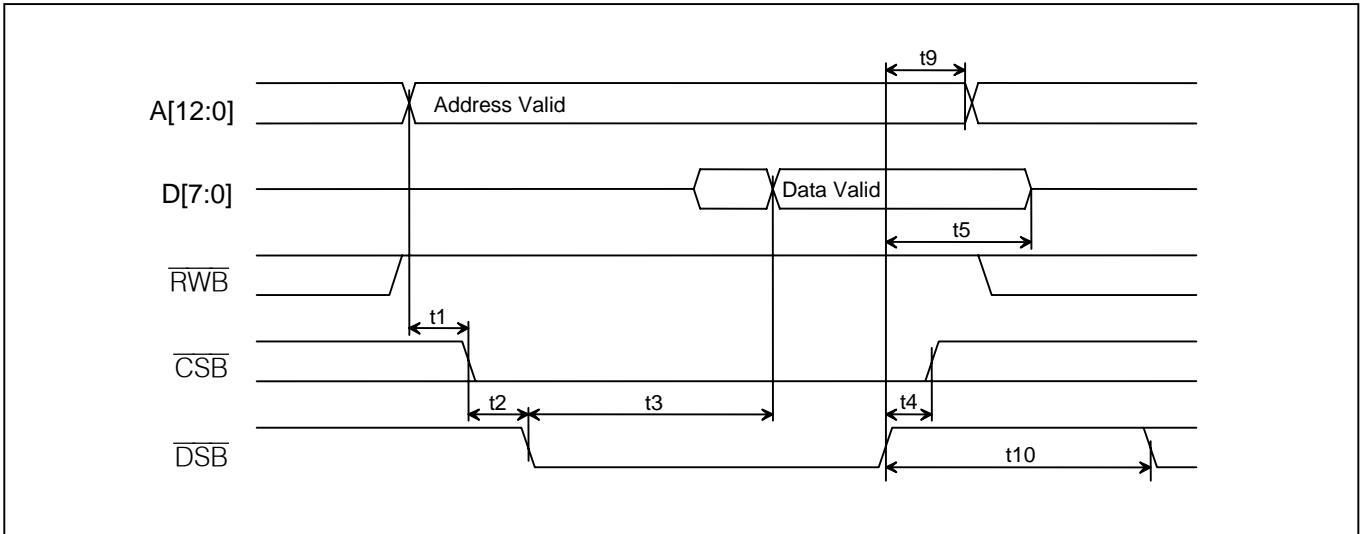 t9
A[12:0]
Address Valid
D[7:0]
Data Valid
t5
RWB
t1
CSB
t2
t3
t4
DSB
t10